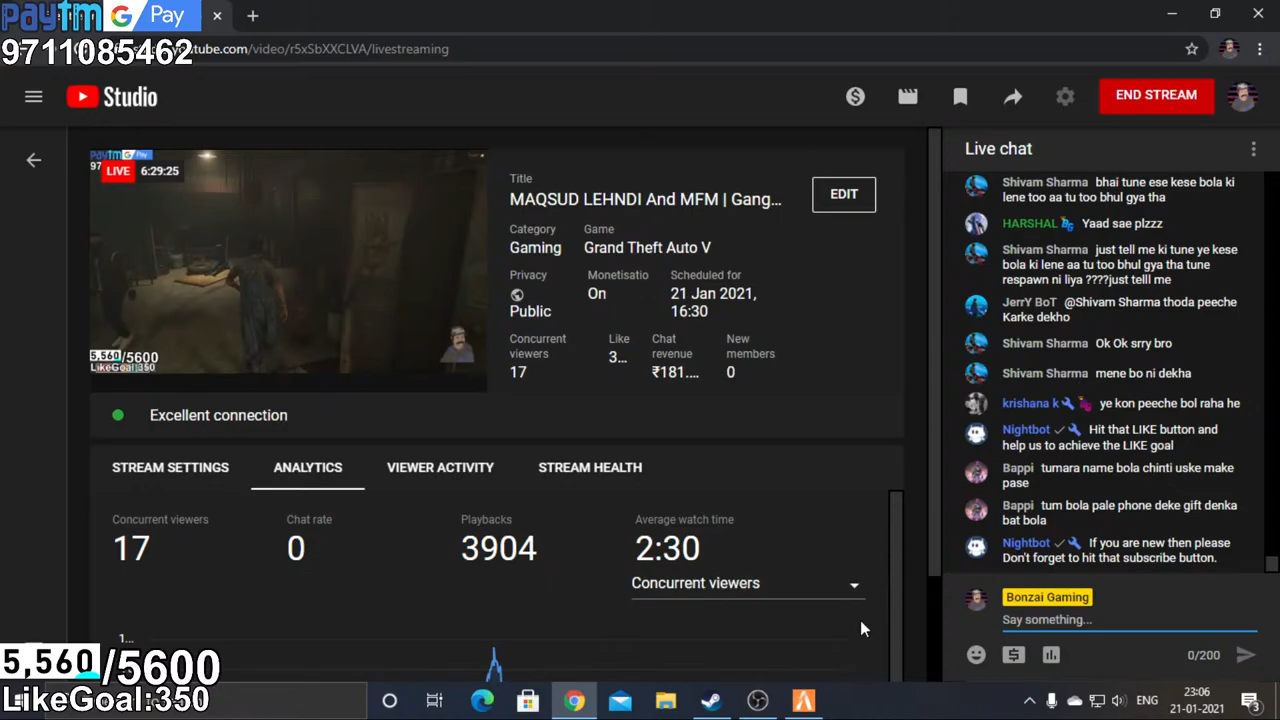 paytm G Pay
9711085462
youtube.com/video/r5xSbXXCLVA/livestreaming
Studio
END STREAM
LIVE 6:29:25
5,560/5600
LikeGoal:350
Title
MAQSUD LEHNDI And MFM | Gang...
EDIT
Category Game
Gaming Grand Theft Auto V
Privacy Monetisatio Scheduled for
Public On 21 Jan 2021,
16:30
Concurrent viewers Like Chat revenue New members
17 3... ₹181.... 0
Excellent connection
STREAM SETTINGS ANALYTICS VIEWER ACTIVITY STREAM HEALTH
Concurrent viewers Chat rate Playbacks Average watch time
17 0 3904 2:30
Concurrent viewers
1...
Live chat
Shivam Sharma bhai tune ese kese bola ki
lene too aa tu too bhul gya tha
HARSHAL Yaad sae plzzz
Shivam Sharma just tell me ki tune ye kese
bola ki lene aa tu too bhul gya tha tune
respawn ni liya ????just telll me
JerrY BoT @Shivam Sharma thoda peeche
Karke dekho
Shivam Sharma Ok Ok srry bro
Shivam Sharma mene bo ni dekha
krishana k ye kon peeche bol raha he
Nightbot Hit that LIKE button and
help us to achieve the LIKE goal
Bappi tumara name bola chinti uske make
pase
Bappi tum bola pale phone deke gift denka
bat bola
Nightbot If you are new then please
Don't forget to hit that subscribe button.
Bonzai Gaming
Say something...
0/200
5,560/5600
LikeGoal:350
ENG
23:06
21-01-2021
3